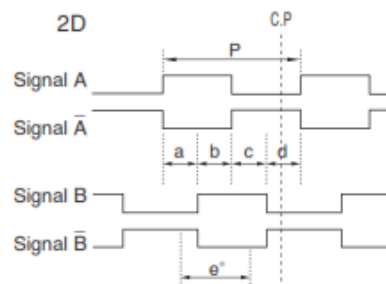 2D
C.P
P
Signal A
Signal A̅
a b c d
Signal B
Signal B̅
e°